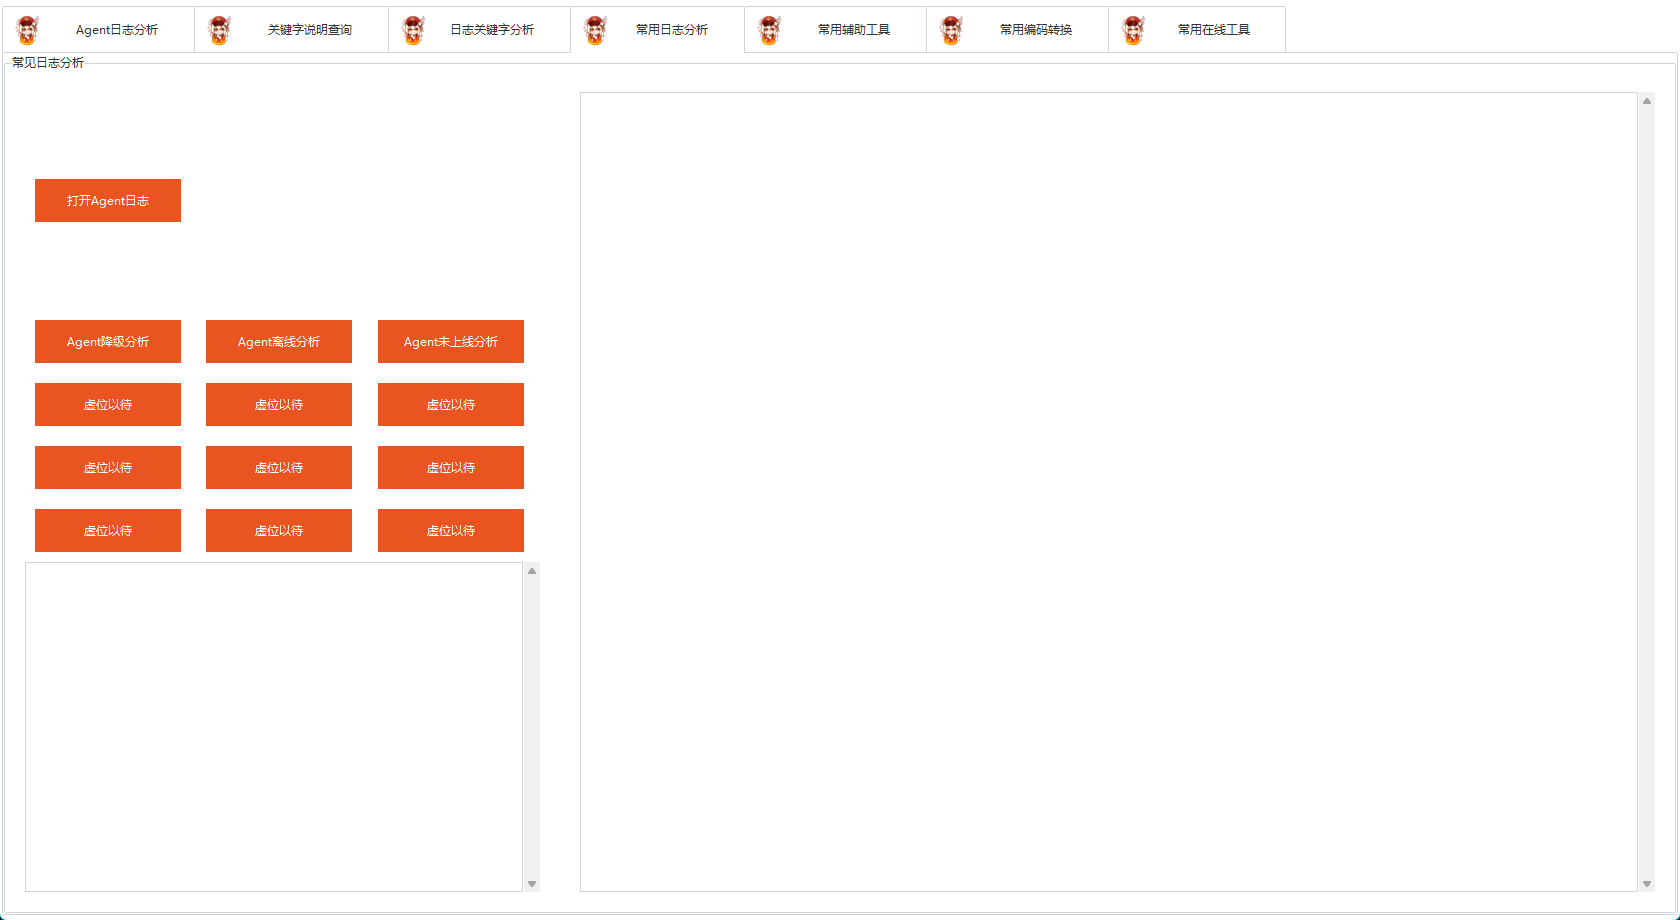 Agent日志分析
关键字说明查询
日志关键字分析
常用日志分析
常用辅助工具
常用编码转换
常用在线工具
常见日志分析
打开Agent日志
Agent降级分析
Agent离线分析
Agent未上线分析
虚位以待
虚位以待
虚位以待
虚位以待
虚位以待
虚位以待
虚位以待
虚位以待
虚位以待